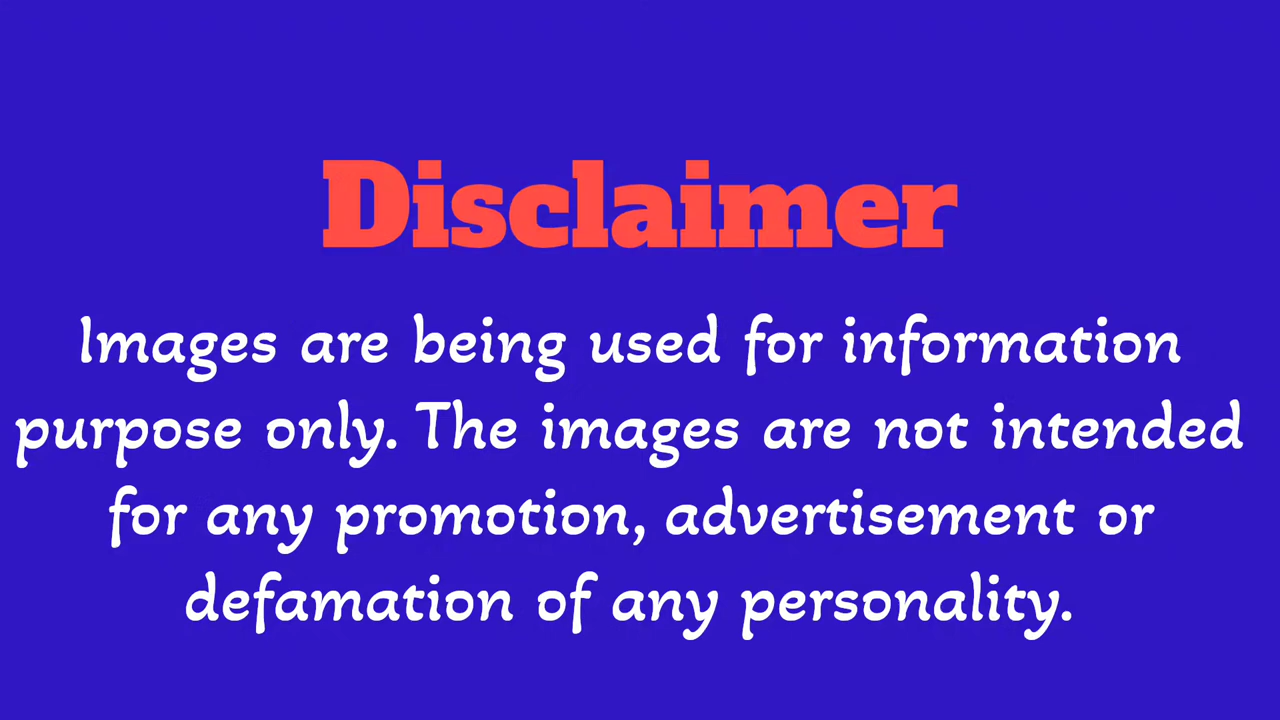 Disclaimer
Images are being used for information
purpose only. The images are not intended
for any promotion, advertisement or
defamation of any personality.